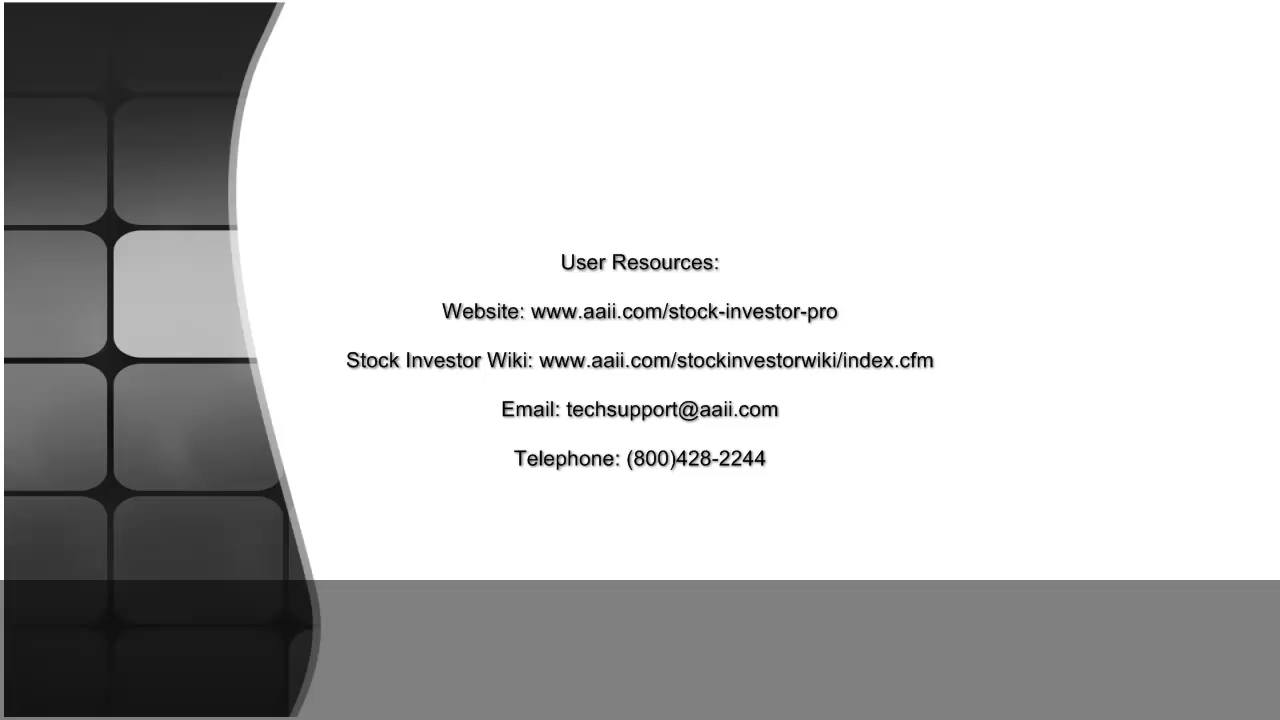 User Resources:
Website: www.aaii.com/stock-investor-pro
Stock Investor Wiki: www.aaii.com/stockinvestorwiki/index.cfm
Email: techsupport@aaii.com
Telephone: (800)428-2244